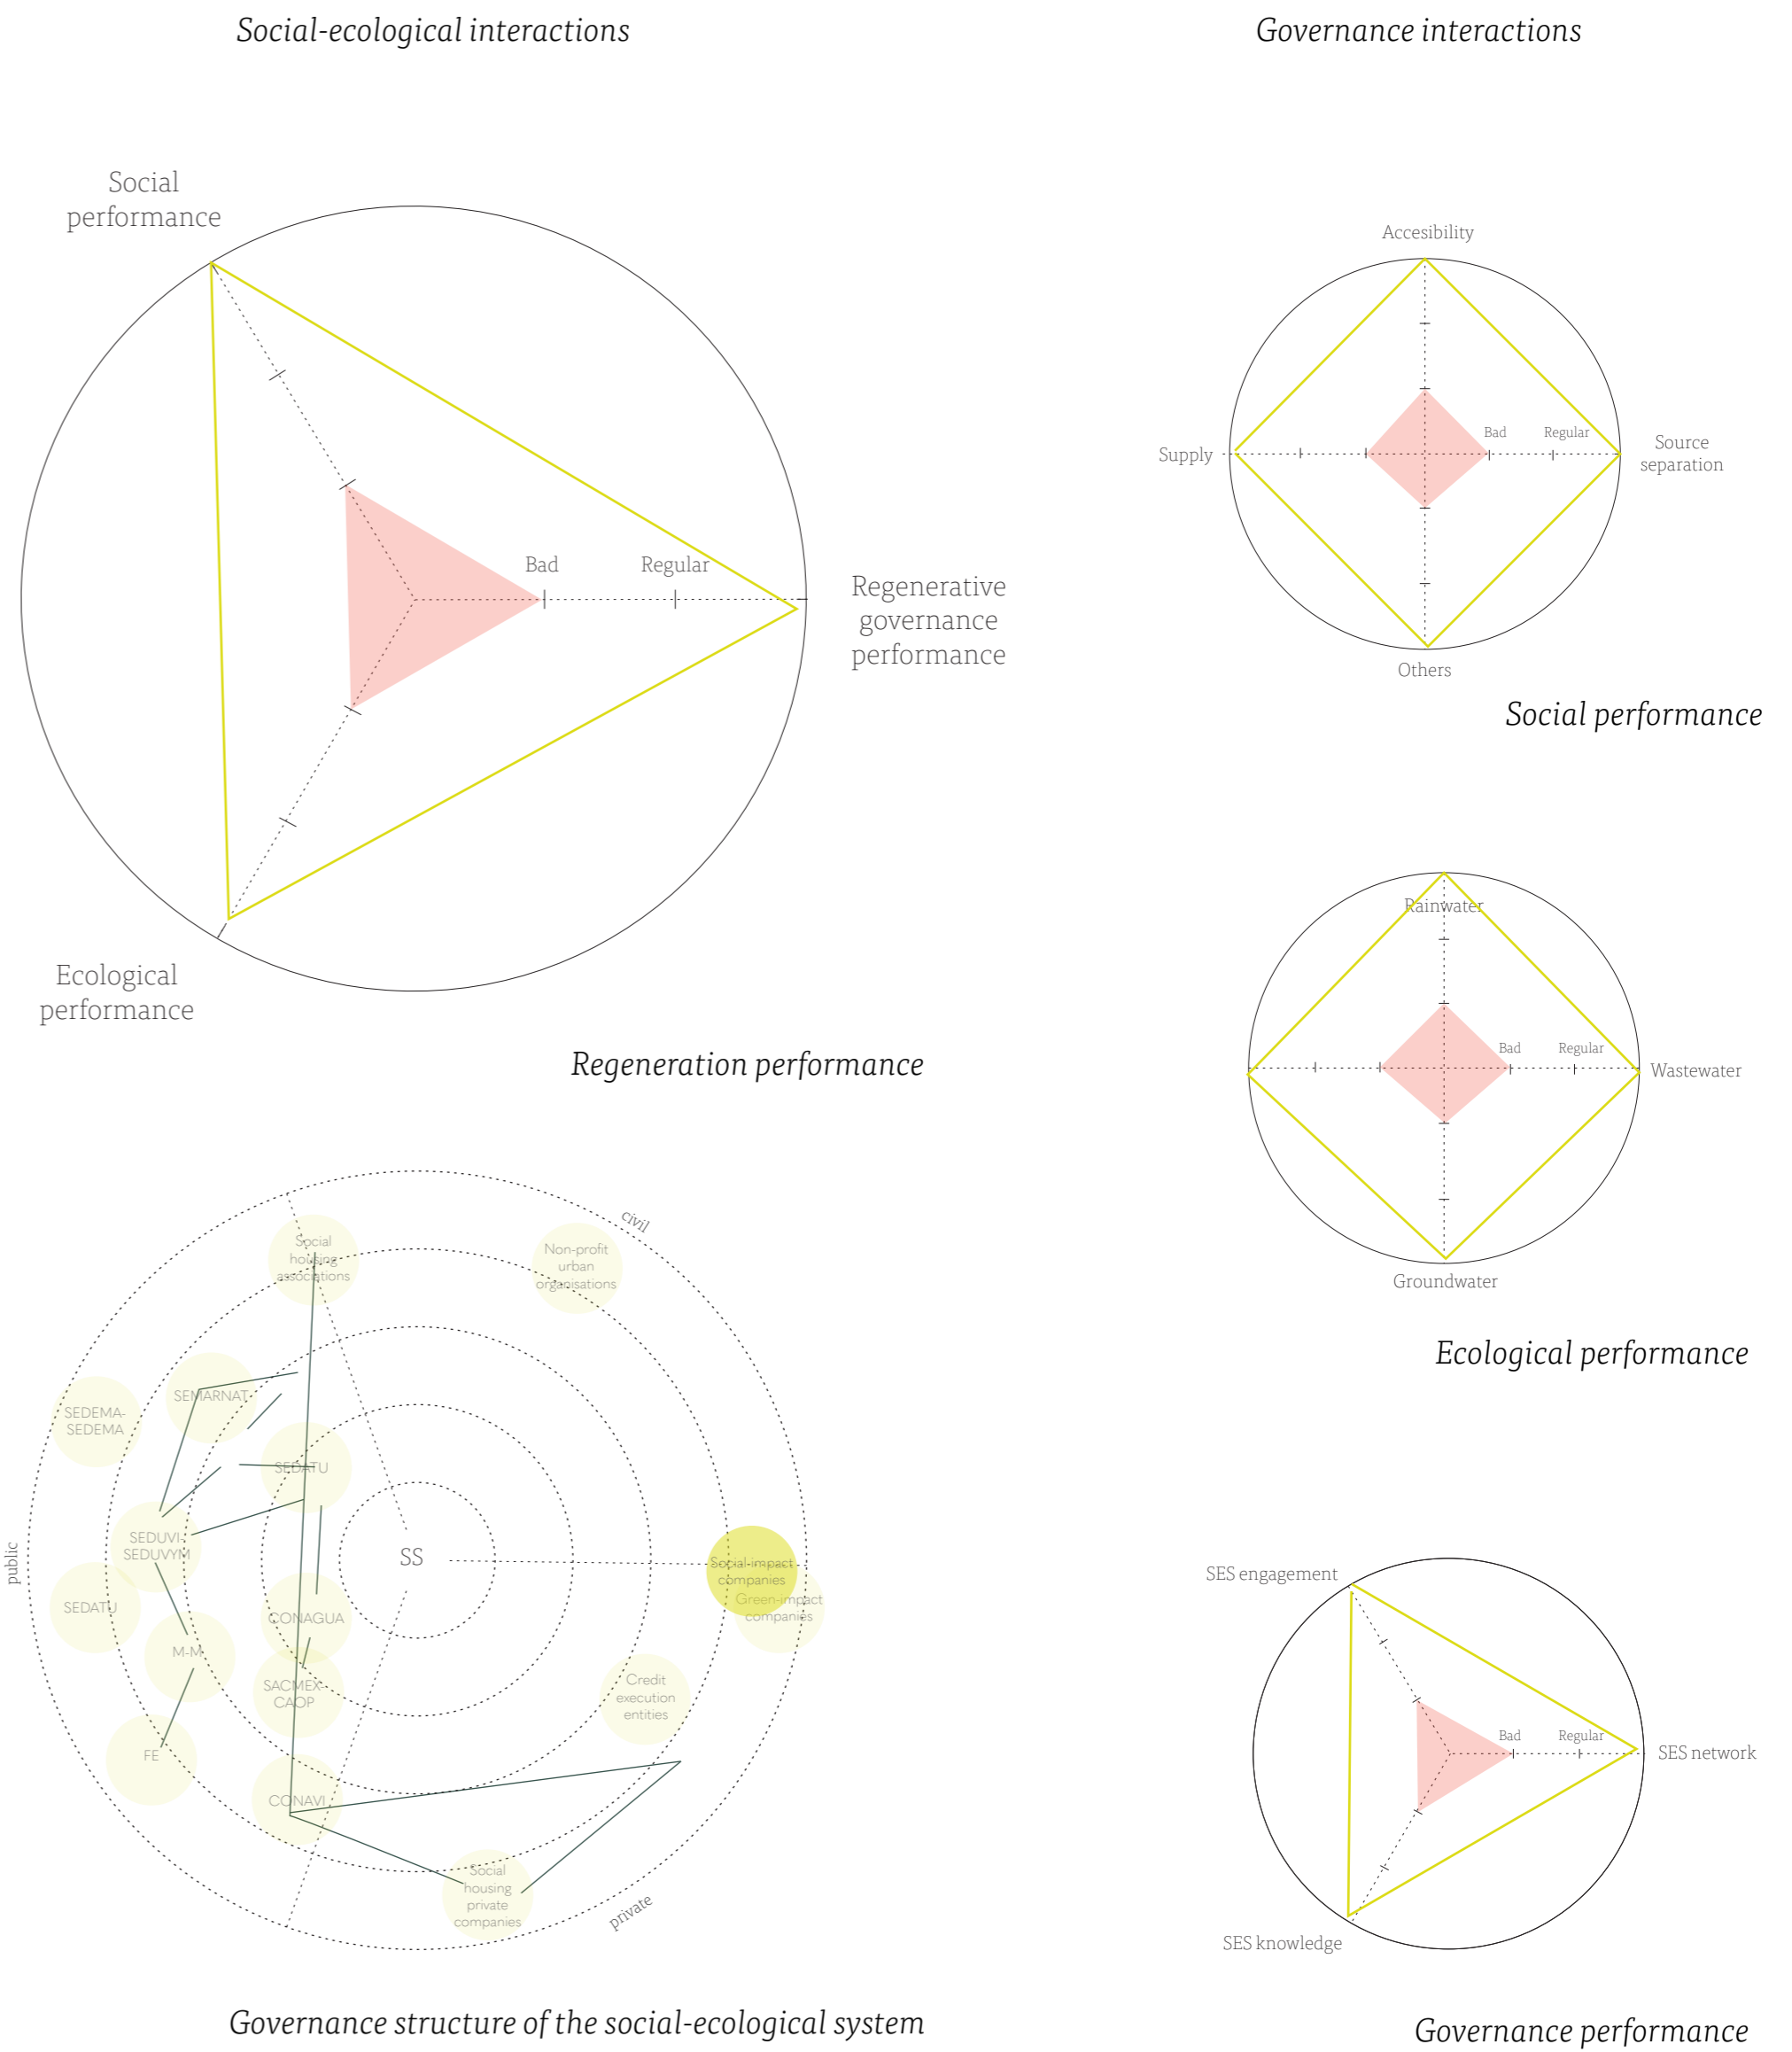 Social-ecological interactions
Governance interactions
Social
performance
Bad
Regular
Regenerative
governance
performance
Ecological
performance
Regeneration performance
Accesibility
Supply
Bad
Regular
Source
separation
Others
Social performance
Rainwater
Bad
Regular
Wastewater
Groundwater
Ecological performance
civil
Social
housing
associations
Non-profit
urban
organisations
SEMARNAT
SEDEMA-
SEDEMA
SEDATU
public
SEDUVI-
SEDUVYM
SS
Social-impact
companies
Green-impact
companies
SEDATU
CONAGUA
M-M
SACMEX-
CAOP
Credit
execution
entities
FE
CONAVI
Social
housing
private
companies
private
Governance structure of the social-ecological system
SES engagement
Bad
Regular
SES network
SES knowledge
Governance performance